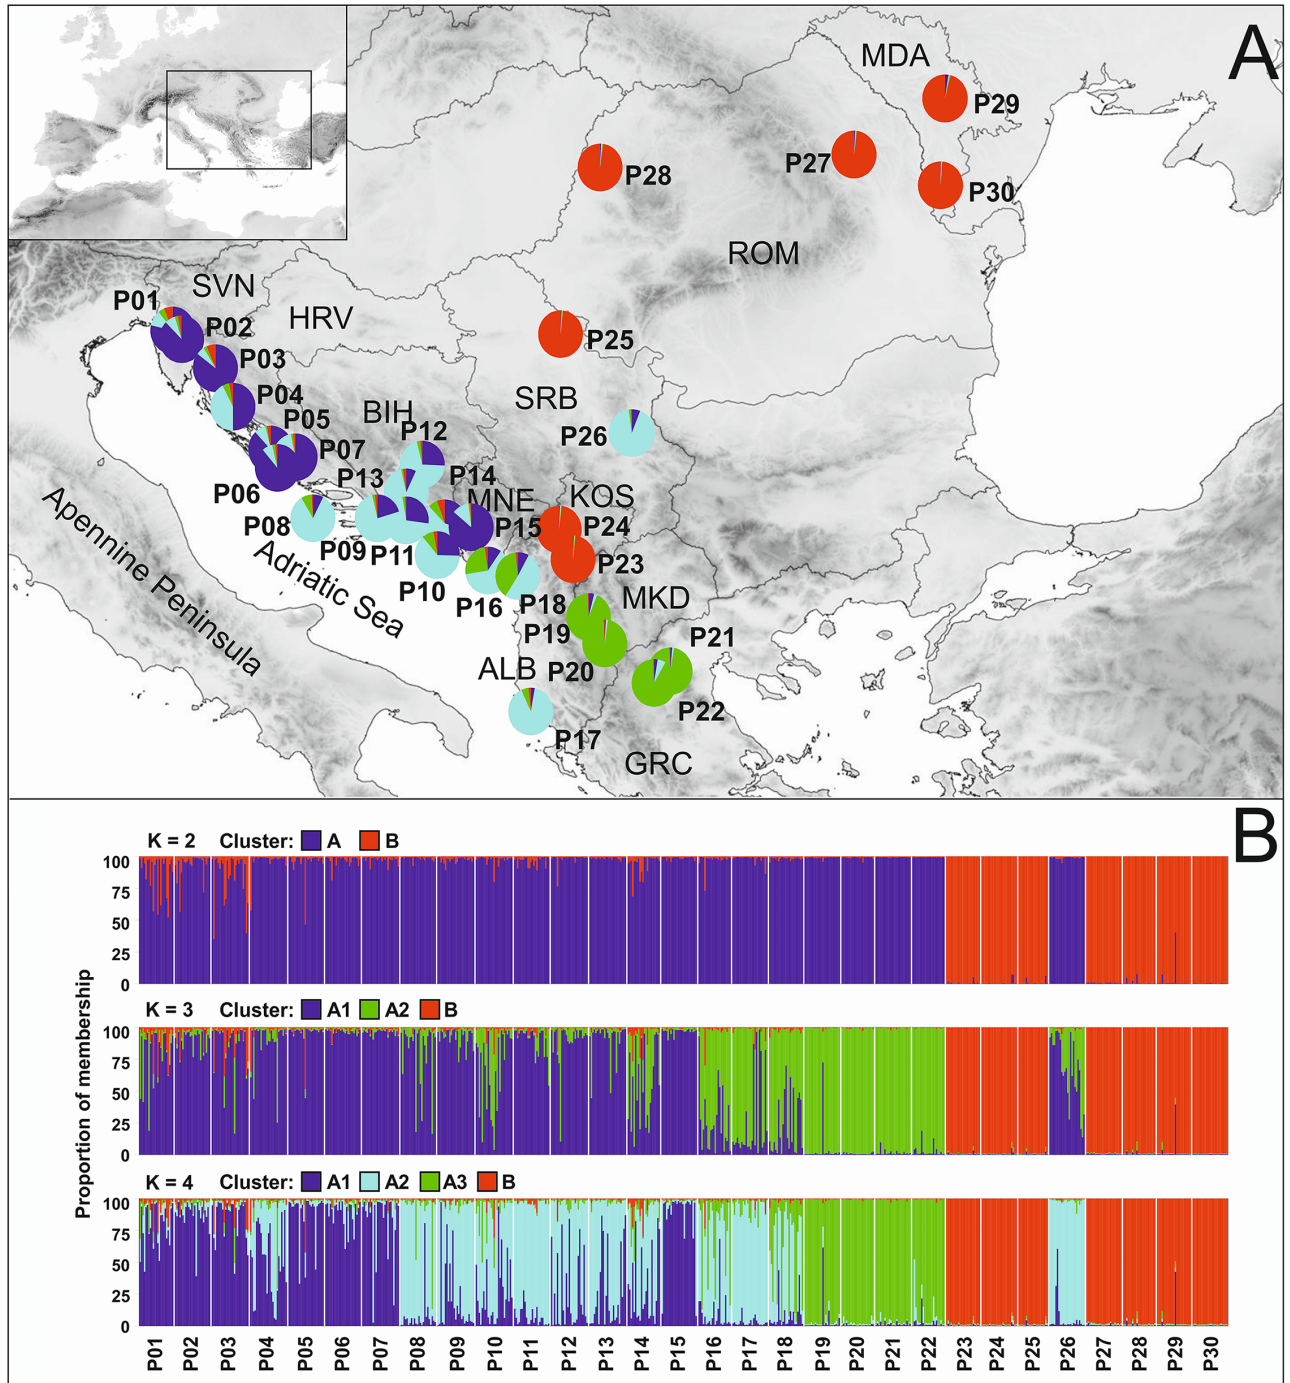 A
MDA
P29
P27
P28
P30
ROM
SVN
P01
HRV
P02
P25
P03
P04
SRB
BIH
P05
P12
P26
P07
P13
P14
P06
MNE
KOS
P08
P15
P24
P09
P11
P23
P10
MKD
P16
P18
P19
P21
ALB
P20
P22
P17
GRC
Apennine Peninsula
Adriatic Sea
B
K = 2 Cluster: A B
100
75
50
25
0
K = 3 Cluster: A1 A2 B
100
75
50
25
0
K = 4 Cluster: A1 A2 A3 B
100
75
50
25
0
Proportion of membership
P01 P02 P03 P04 P05 P06 P07 P08 P09 P10 P11 P12 P13 P14 P15 P16 P17 P18 P19 P20 P21 P22 P23 P24 P25 P26 P27 P28 P29 P30